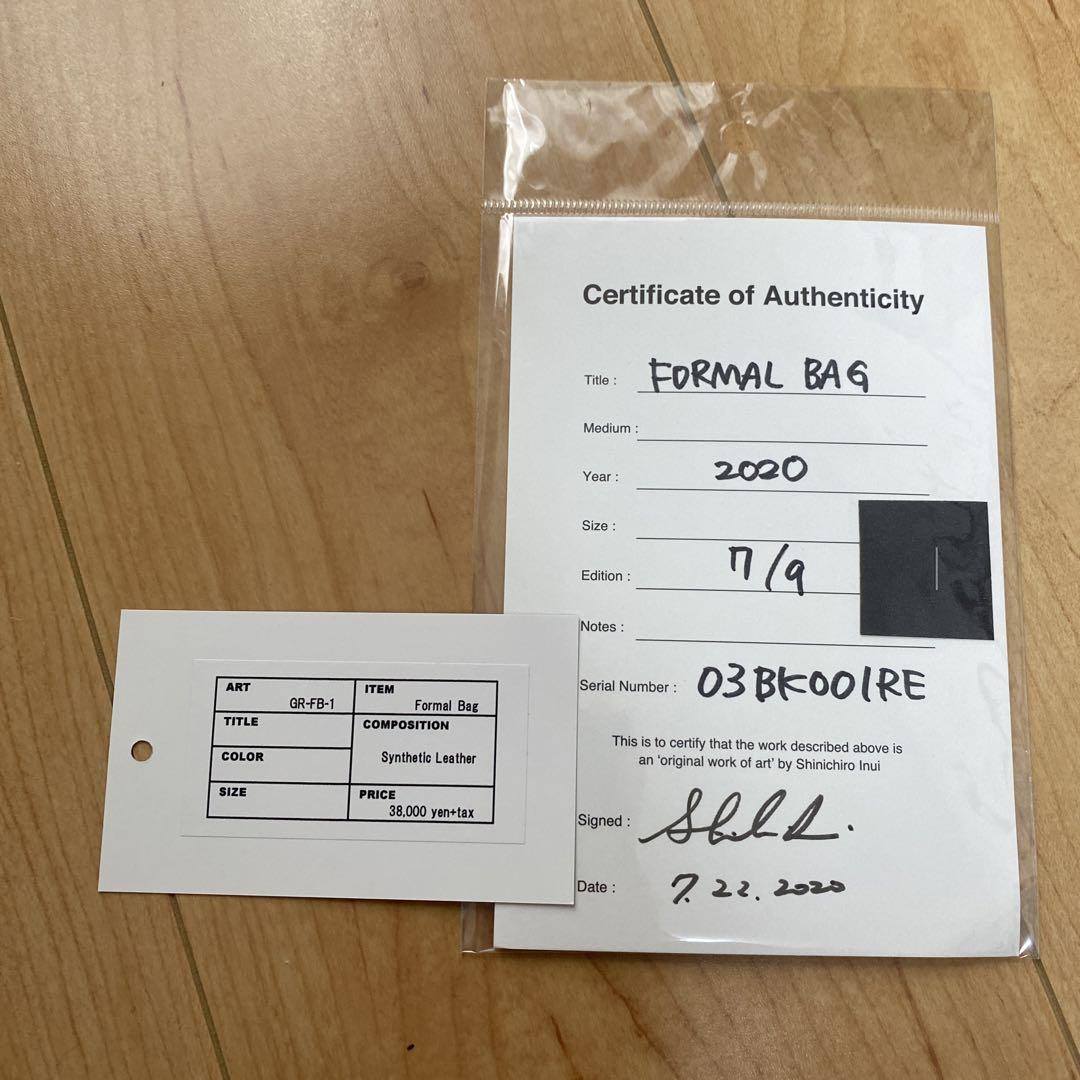 Certificate of Authenticity
Title : FORMAL BAG
Medium :
Year : 2020
Size :
Edition : 7/9
Notes :
Serial Number : 03BK001RE
This is to certify that the work described above is
an ‘original work of art’ by Shinichiro Inui
Signed :
Date : 7. 22. 2020
ART GR-FB-1
ITEM Formal Bag
TITLE
COMPOSITION
COLOR
Synthetic Leather
SIZE
PRICE 38,000 yen+tax